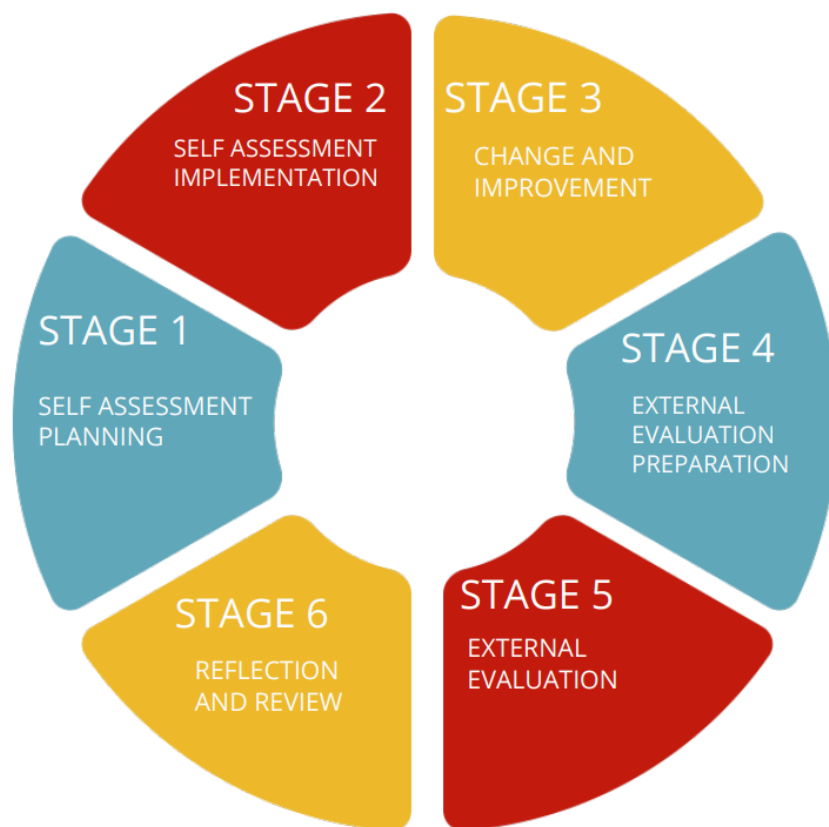 STAGE 1
SELF ASSESSMENT
PLANNING
STAGE 2
SELF ASSESSMENT
IMPLEMENTATION
STAGE 3
CHANGE AND
IMPROVEMENT
STAGE 4
EXTERNAL
EVALUATION
PREPARATION
STAGE 5
EXTERNAL
EVALUATION
STAGE 6
REFLECTION
AND REVIEW